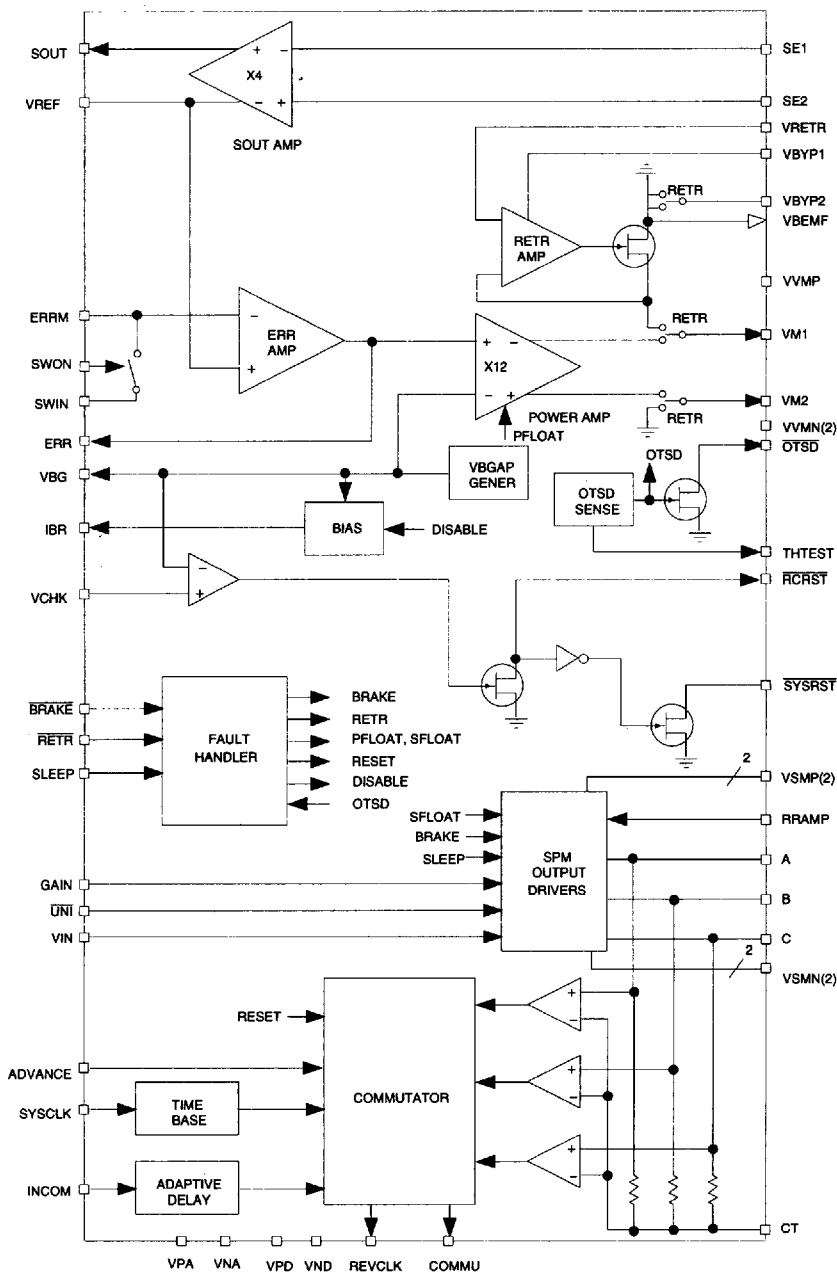 SOUT
VREF
+ -
X4
- +
SOUT AMP
SE1
SE2
VRETR
VBYP1
RETR
VBYP2
VBEMF
RETR
AMP
VVMP
ERRM
SWON
SWIN
-
ERR
AMP
+
+
X12
- +
POWER AMP
PFLOAT
RETR
VM1
VM2
RETR
VVMN(2)
OTSD
ERR
VBG
VBGAP
GENER
OTSD
OTSD
SENSE
IBR
BIAS
DISABLE
THTEST
RCRST
VCHK
-
+
SYSRST
BRAKE
RETR
SLEEP
FAULT
HANDLER
BRAKE
RETR
PFLOAT, SFLOAT
RESET
DISABLE
OTSD
2
VSMP(2)
SFLOAT
BRAKE
SLEEP
SPM
OUTPUT
DRIVERS
RRAMP
A
B
C
2
VSMN(2)
GAIN
UNI
VIN
RESET
COMMUTATOR
+
-
+
-
+
-
ADVANCE
SYSCLK
TIME
BASE
INCOM
ADAPTIVE
DELAY
CT
VPA
VNA
VPD
VND
REVCLK
COMMU